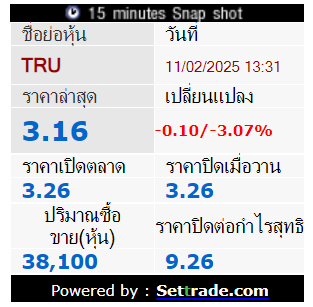 15 minutes Snap shot
ชื่อย่อหุ้น วันที่
TRU 11/02/2025 13:31
ราคาล่าสุด เปลี่ยนแปลง
3.16 -0.10/-3.07%
ราคาเปิดตลาด ราคาปิดเมื่อวาน
3.26 3.26
ปริมาณซื้อ
ขาย(หุ้น) ราคาปิดต่อกำไรสุทธิ
38,100 9.26
Powered by : Settrade.com